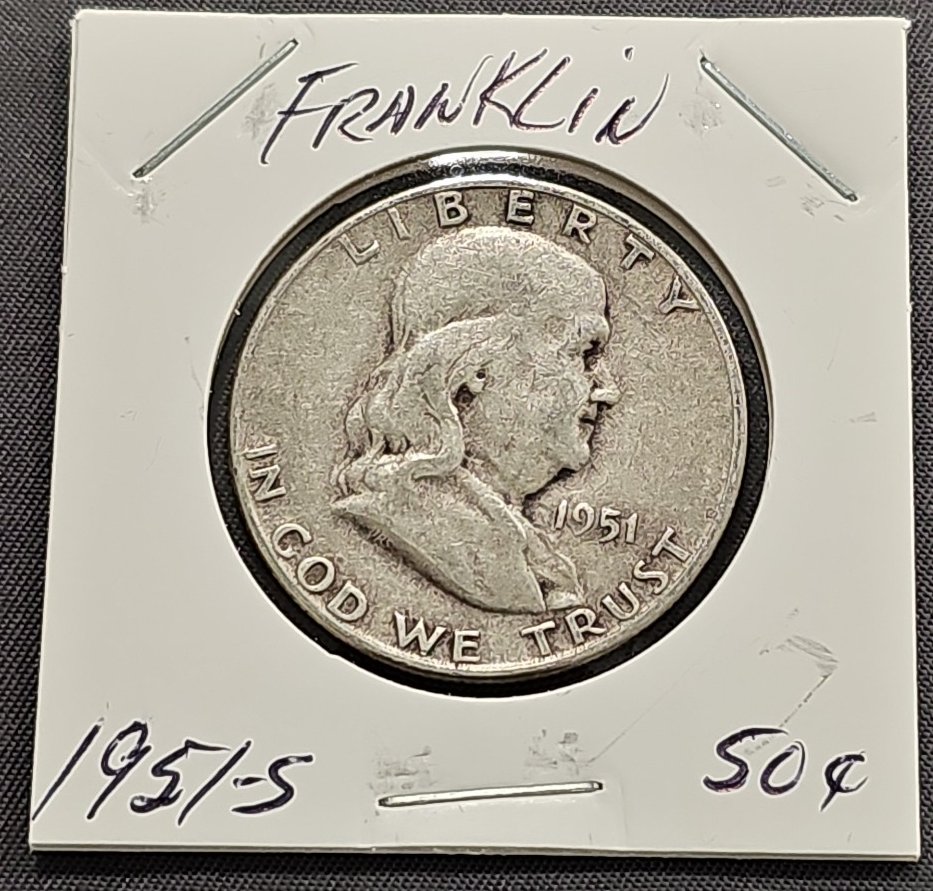 FRANKLiN
LIBERTY
1951
IN GOD WE TRUST
1951-S
50¢